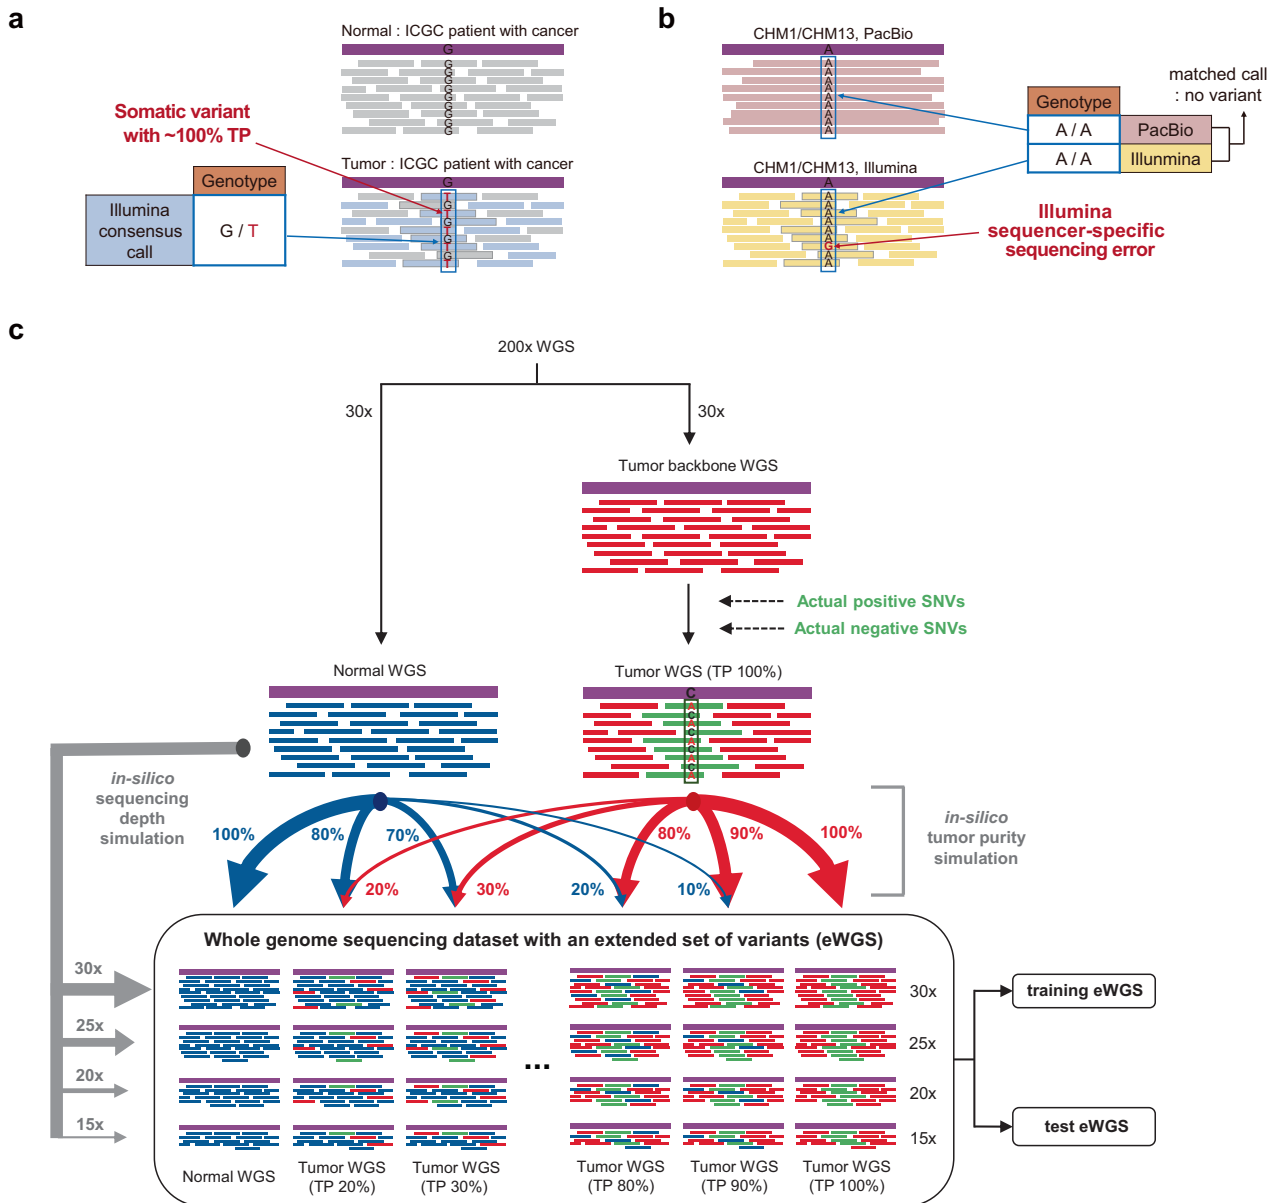 a
Normal : ICGC patient with cancer
G
G
G
G
G
G
G
G
G
G
Somatic variant
with ~100% TP
Tumor : ICGC patient with cancer
G
T
G
T
G
T
G
T
G
T
Genotype
Illumina
consensus
call
G / T
b
CHM1/CHM13, PacBio
A
A
A
A
A
A
A
A
A
A
matched call
: no variant
Genotype
A / A
PacBio
A / A
Illunmina
CHM1/CHM13, Illumina
A
A
A
A
A
A
A
G
A
A
Illumina
sequencer-specific
sequencing error
c
200x WGS
30x
30x
Tumor backbone WGS
Actual positive SNVs
Actual negative SNVs
Normal WGS
Tumor WGS (TP 100%)
C
A
C
A
C
A
C
A
C
A
in-silico
sequencing
depth
simulation
100%
80%
70%
80%
90%
100%
in-silico
tumor purity
simulation
20%
30%
20%
10%
Whole genome sequencing dataset with an extended set of variants (eWGS)
30x
30x
25x
25x
20x
20x
15x
15x
...
training eWGS
test eWGS
Normal WGS
Tumor WGS
(TP 20%)
Tumor WGS
(TP 30%)
Tumor WGS
(TP 80%)
Tumor WGS
(TP 90%)
Tumor WGS
(TP 100%)